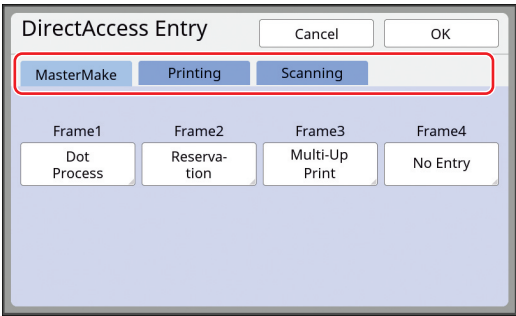 DirectAccess Entry
Cancel
OK
MasterMake
Printing
Scanning
Frame1
Frame2
Frame3
Frame4
Dot
Process
Reserva-
tion
Multi-Up
Print
No Entry